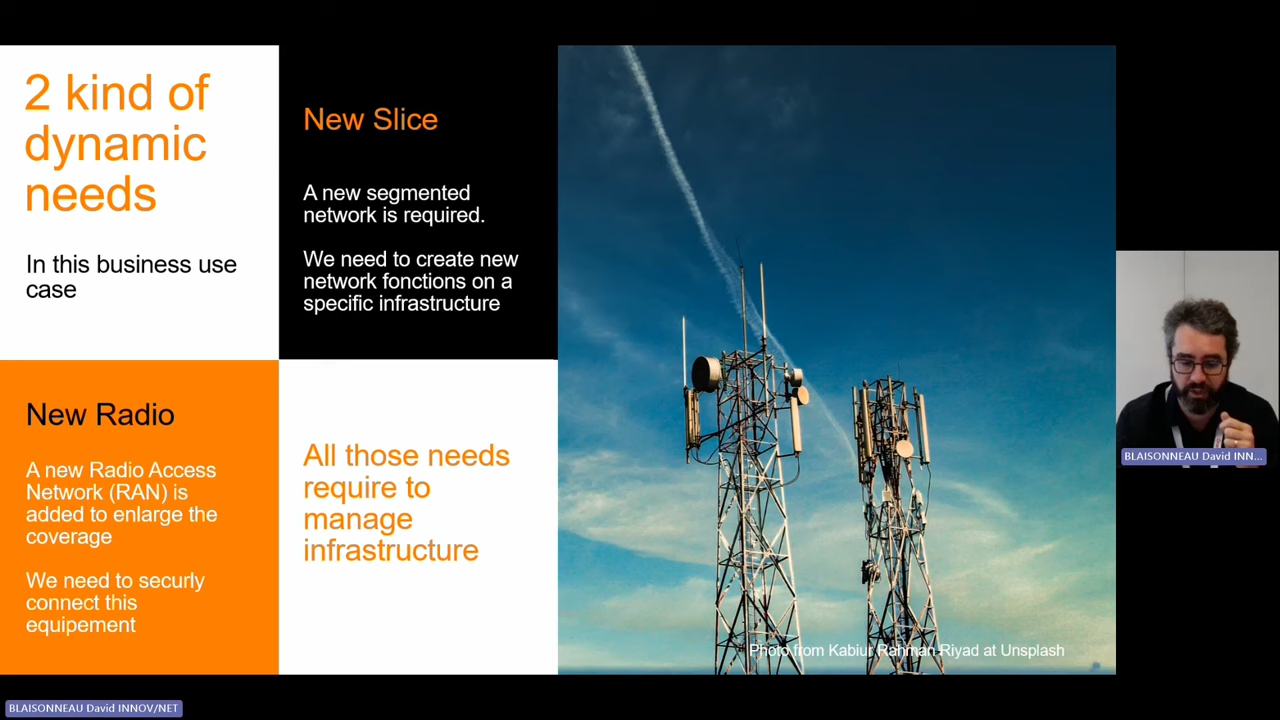 2 kind of
dynamic
needs
In this business use
case
New Slice
A new segmented
network is required.
We need to create new
network fonctions on a
specific infrastructure
New Radio
A new Radio Access
Network (RAN) is
added to enlarge the
coverage
We need to securly
connect this
equipement
All those needs
require to
manage
infrastructure
Photo from Kabiur Rahman Riyad at Unsplash
BLAISONNEAU David INN...
BLAISONNEAU David INNOV/NET